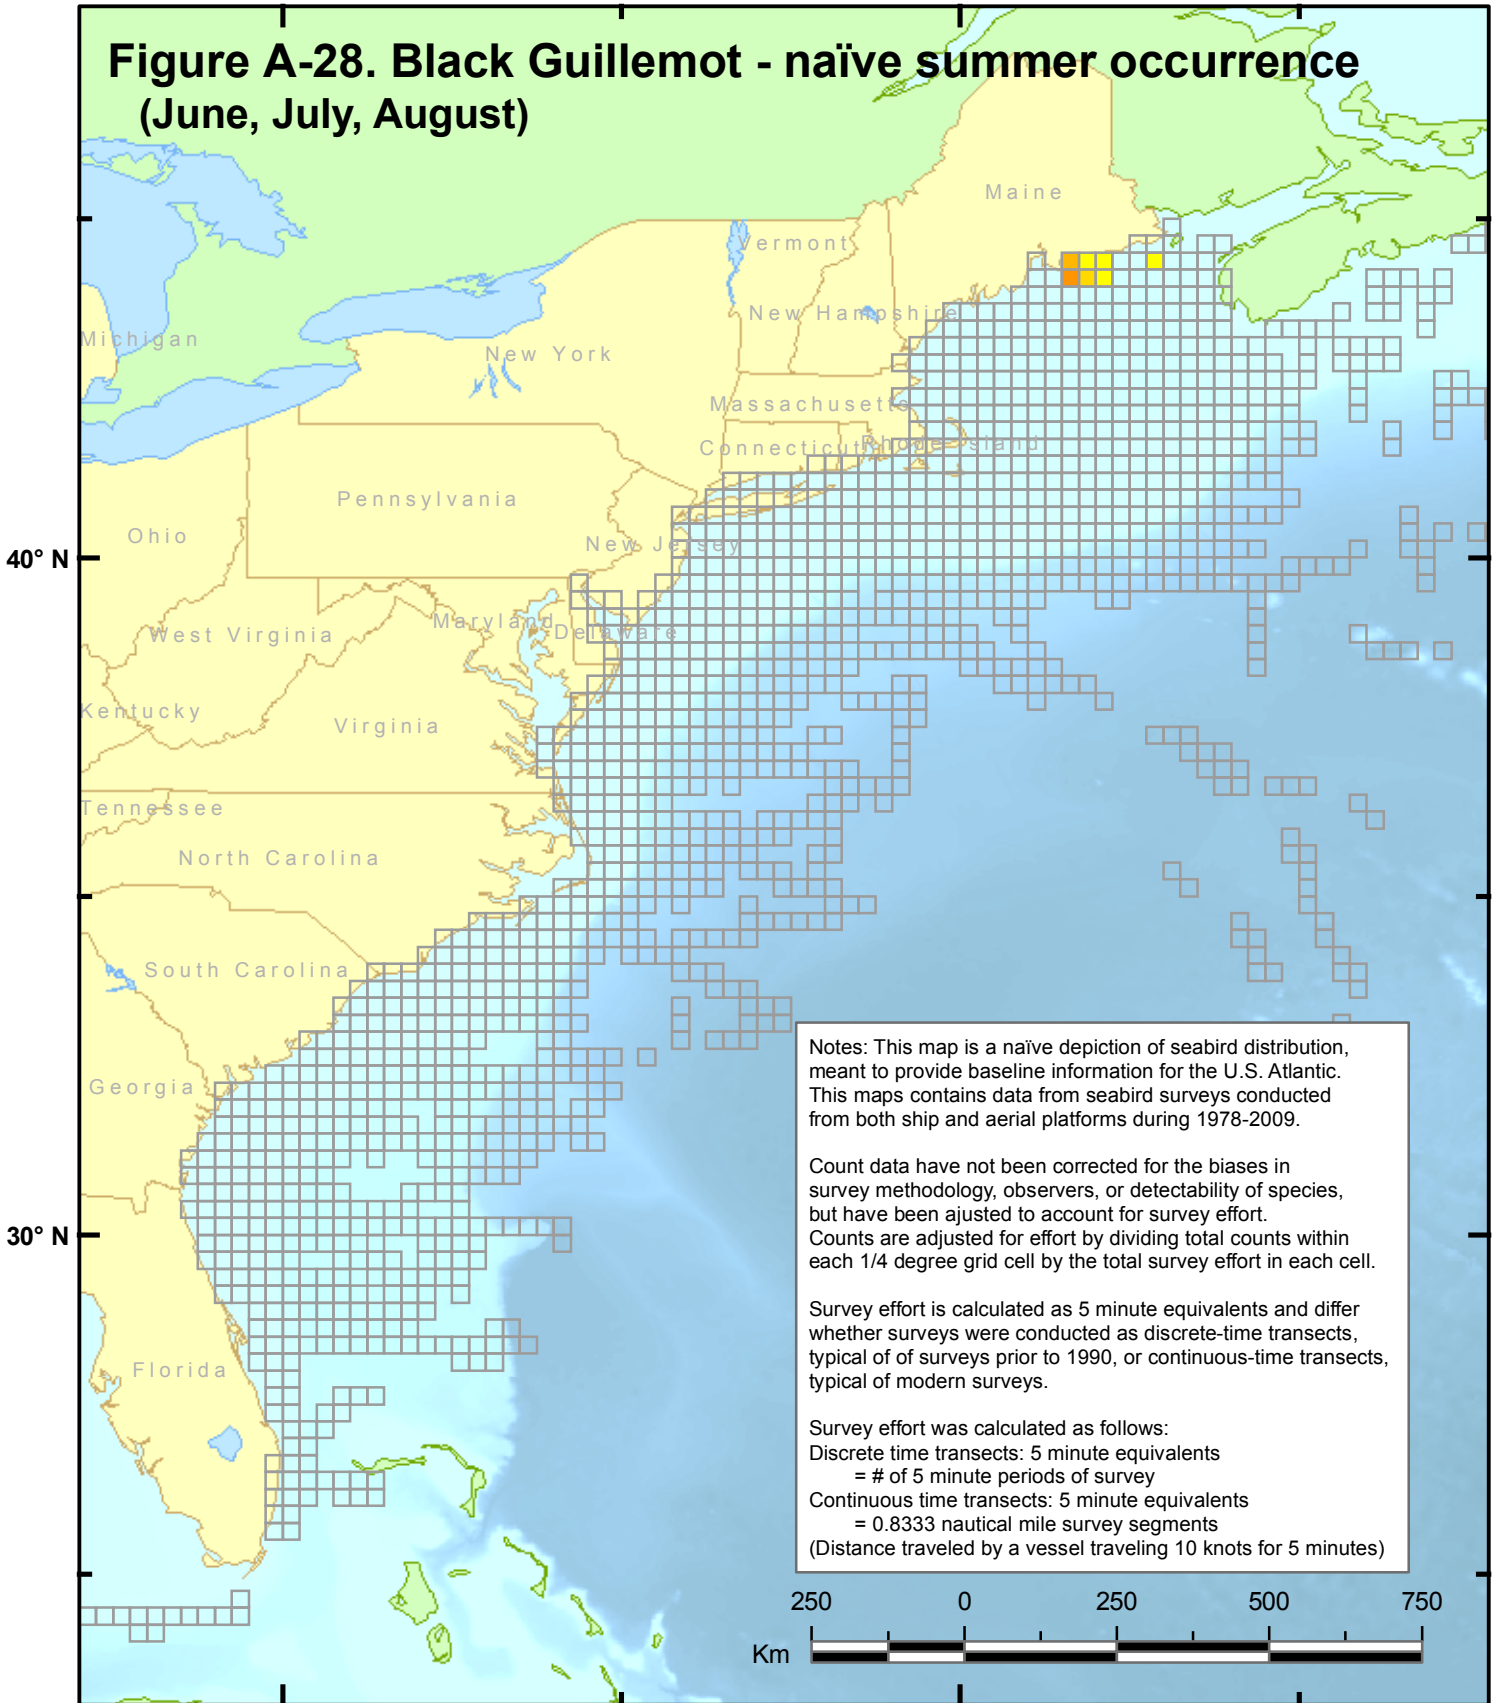 Figure A-28. Black Guillemot - naïve summer occurrence
(June, July, August)
Maine
Vermont
New Hampshire
Michigan
New York
Massachusetts
Connecticut
Rhode Island
Pennsylvania
Ohio
New Jersey
40° N
West Virginia
Maryland
Delaware
Kentucky
Virginia
Tennessee
North Carolina
South Carolina
Georgia
30° N
Florida
Notes: This map is a naïve depiction of seabird distribution,
meant to provide baseline information for the U.S. Atlantic.
This maps contains data from seabird surveys conducted
from both ship and aerial platforms during 1978-2009.
Count data have not been corrected for the biases in
survey methodology, observers, or detectability of species,
but have been ajusted to account for survey effort.
Counts are adjusted for effort by dividing total counts within
each 1/4 degree grid cell by the total survey effort in each cell.
Survey effort is calculated as 5 minute equivalents and differ
whether surveys were conducted as discrete-time transects,
typical of of surveys prior to 1990, or continuous-time transects,
typical of modern surveys.
Survey effort was calculated as follows:
Discrete time transects: 5 minute equivalents
= # of 5 minute periods of survey
Continuous time transects: 5 minute equivalents
= 0.8333 nautical mile survey segments
(Distance traveled by a vessel traveling 10 knots for 5 minutes)
250 0 250 500 750
Km